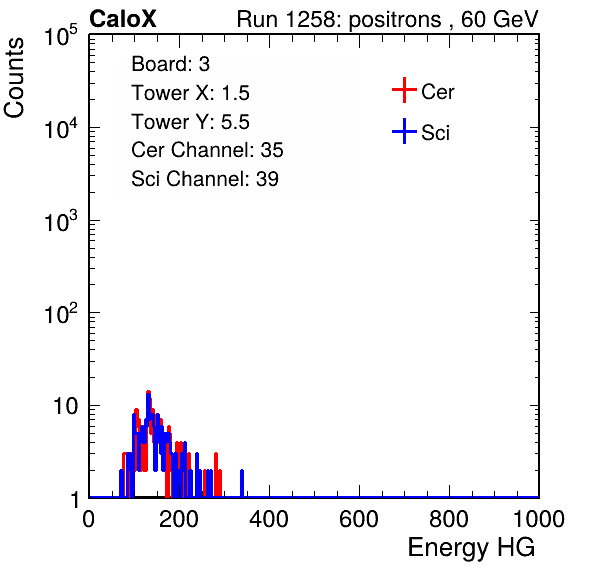 CaloX Run 1258: positrons , 60 GeV
Counts
Board: 3
Tower X: 1.5
Tower Y: 5.5
Cer Channel: 35
Sci Channel: 39
Cer
Sci
10^5
10^4
10^3
10^2
10
1
0 200 400 600 800 1000
Energy HG